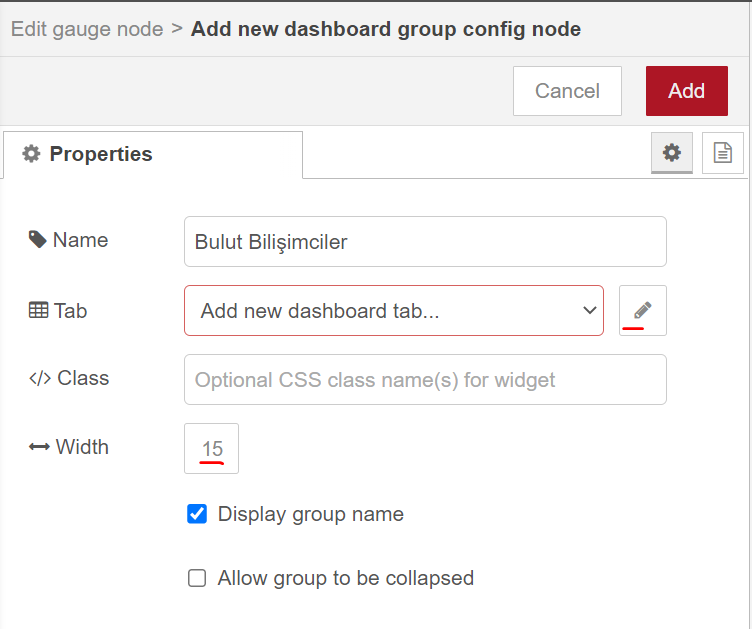 Edit gauge node > Add new dashboard group config node
Cancel Add
Properties
Name Bulut Bilişimciler
Tab Add new dashboard tab...
Class Optional CSS class name(s) for widget
Width 15
Display group name
Allow group to be collapsed